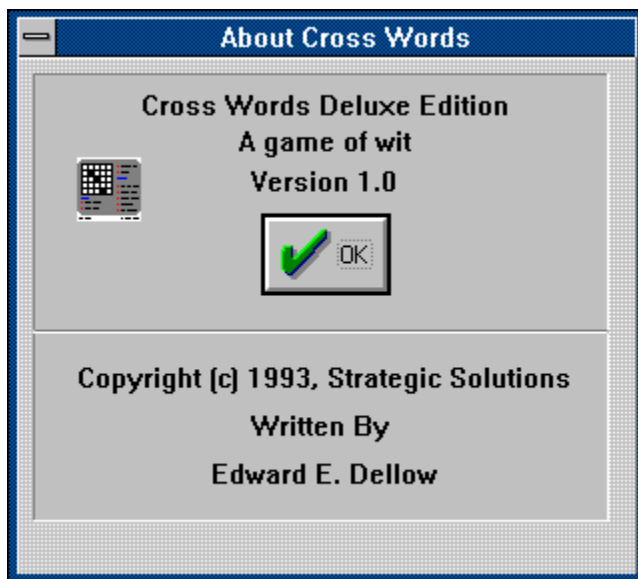 About Cross Words
Cross Words Deluxe Edition
A game of wit
Version 1.0
OK
Copyright (c) 1993, Strategic Solutions
Written By
Edward E. Dellow